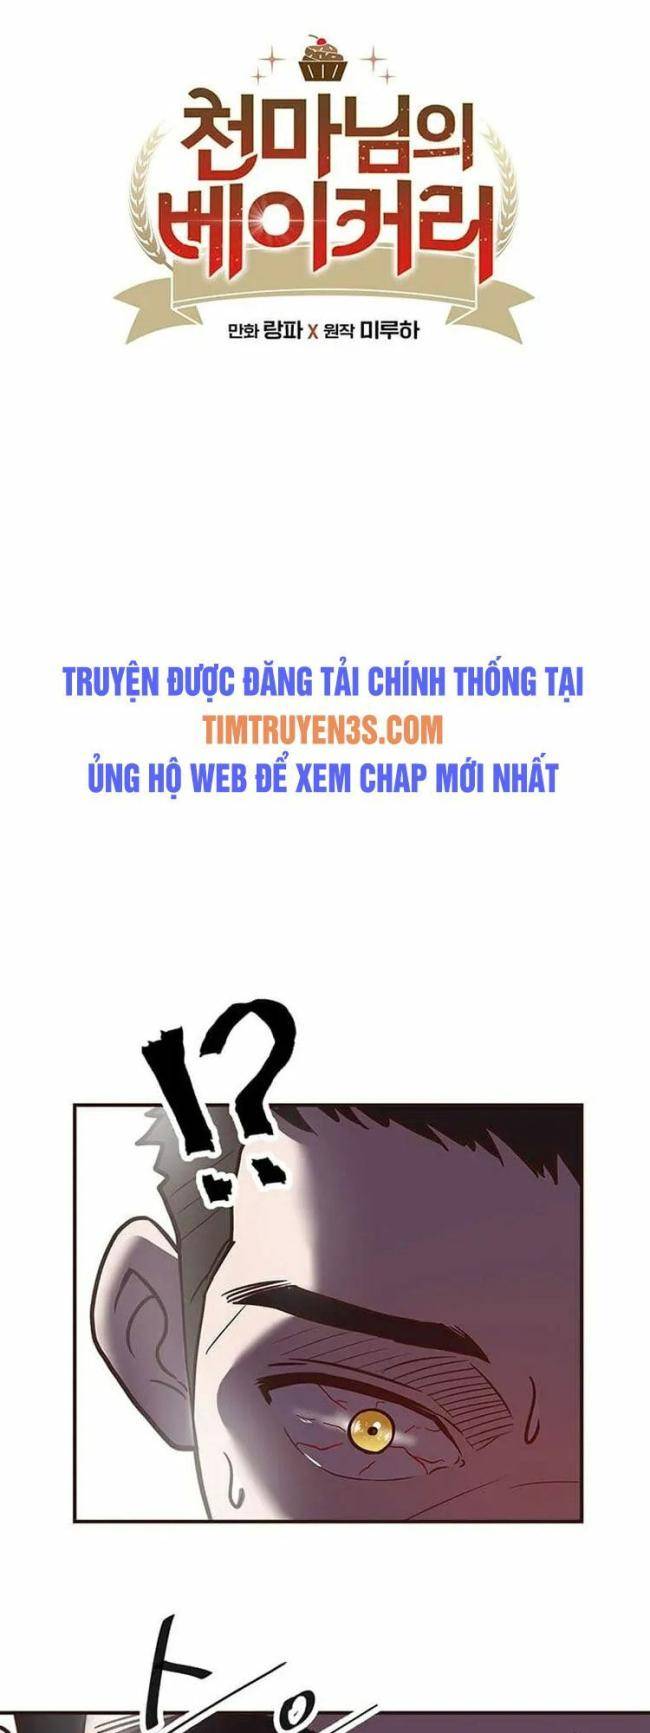 천마님의
베이커리
만화 랑파 X 원작 미루하
TRUYỆN ĐƯỢC ĐĂNG TẢI CHÍNH THỐNG TẠI
TIMTRUYEN3S.COM
ỦNG HỘ WEB ĐỂ XEM CHAP MỚI NHẤT
!?